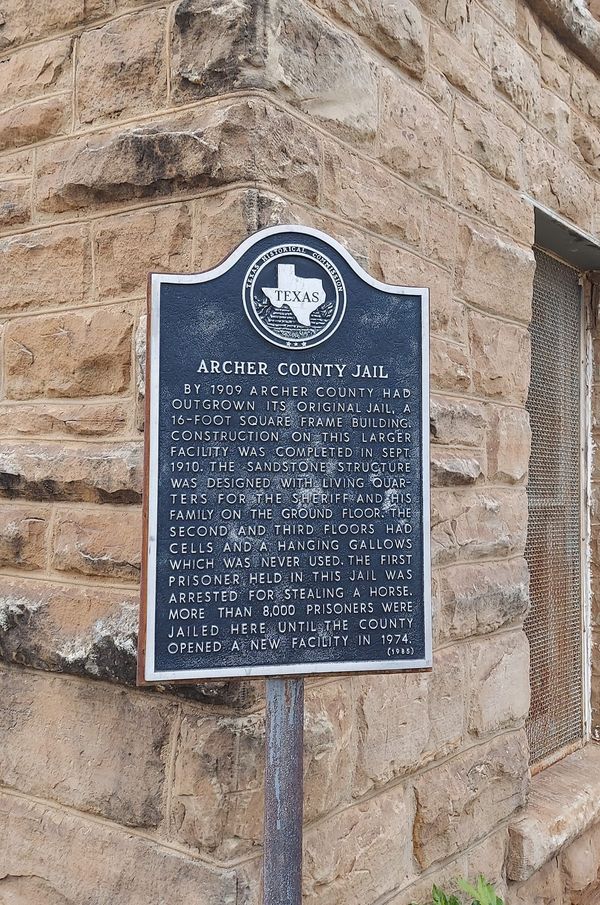 TEXAS HISTORICAL COMMISSION
TEXAS
ARCHER COUNTY JAIL
BY 1909 ARCHER COUNTY HAD
OUTGROWN ITS ORIGINAL JAIL, A
16-FOOT SQUARE FRAME BUILDING.
CONSTRUCTION ON THIS LARGER
FACILITY WAS COMPLETED IN SEPT.
1910. THE SANDSTONE STRUCTURE
WAS DESIGNED WITH LIVING QUAR-
TERS FOR THE SHERIFF AND HIS
FAMILY ON THE GROUND FLOOR. THE
SECOND AND THIRD FLOORS HAD
CELLS AND A HANGING GALLOWS
WHICH WAS NEVER USED. THE FIRST
PRISONER HELD IN THIS JAIL WAS
ARRESTED FOR STEALING A HORSE.
MORE THAN 8,000 PRISONERS WERE
JAILED HERE UNTIL THE COUNTY
OPENED A NEW FACILITY IN 1974.
(1985)